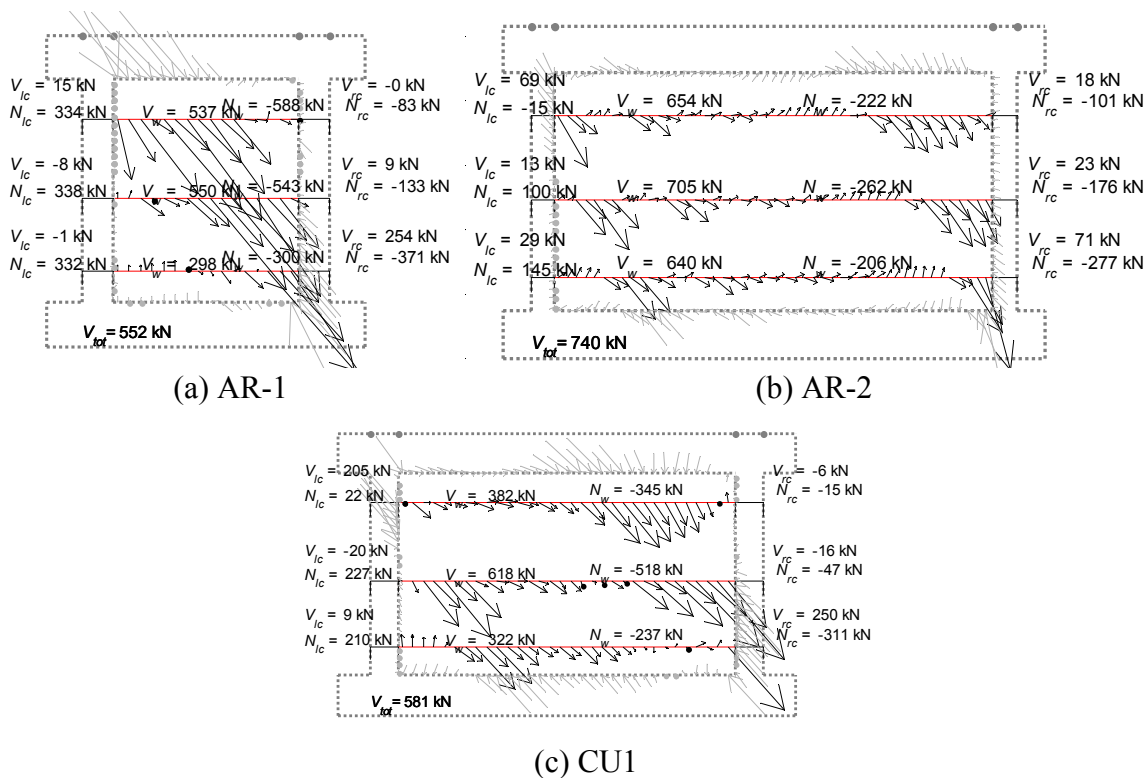 V_lc = 15 kN
N_lc = 334 kN
V_w = 537 kN
N_w = -588 kN
V_rc = -0 kN
N_rc = -83 kN
V_lc = -8 kN
N_lc = 338 kN
V_w = 550 kN
N_w = -543 kN
V_rc = 9 kN
N_rc = -133 kN
V_lc = -1 kN
N_lc = 332 kN
V_w = 298 kN
N_w = -300 kN
V_rc = 254 kN
N_rc = -371 kN
V_tot = 552 kN
(a) AR-1
V_lc = 69 kN
N_lc = -15 kN
V_w = 654 kN
N_w = -222 kN
V_rc = 18 kN
N_rc = -101 kN
V_lc = 13 kN
N_lc = 100 kN
V_w = 705 kN
N_w = -262 kN
V_rc = 23 kN
N_rc = -176 kN
V_lc = 29 kN
N_lc = 145 kN
V_w = 640 kN
N_w = -206 kN
V_rc = 71 kN
N_rc = -277 kN
V_tot = 740 kN
(b) AR-2
V_lc = 205 kN
N_lc = 22 kN
V_w = 382 kN
N_w = -345 kN
V_rc = -6 kN
N_rc = -15 kN
V_lc = -20 kN
N_lc = 227 kN
V_w = 618 kN
N_w = -518 kN
V_rc = -16 kN
N_rc = -47 kN
V_lc = 9 kN
N_lc = 210 kN
V_w = 322 kN
N_w = -237 kN
V_rc = 250 kN
N_rc = -311 kN
V_tot = 581 kN
(c) CU1